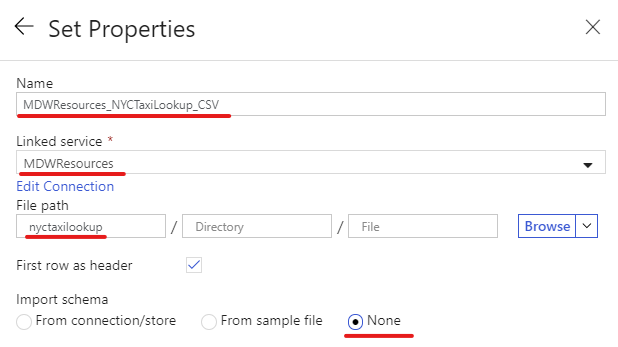 Set Properties
Name
MDWResources_NYCTaxiLookup_CSV
Linked service *
MDWResources
Edit Connection
File path
nyctaxilookup / Directory / File Browse
First row as header
Import schema
From connection/store From sample file None